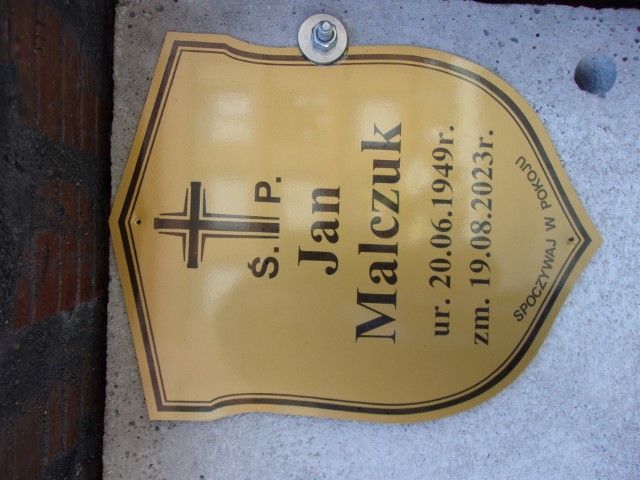 Ś. P.
Jan
Malczuk
ur. 20.06.1949r.
zm. 19.08.2023r.
SPOCZYWAJ W POKOJU